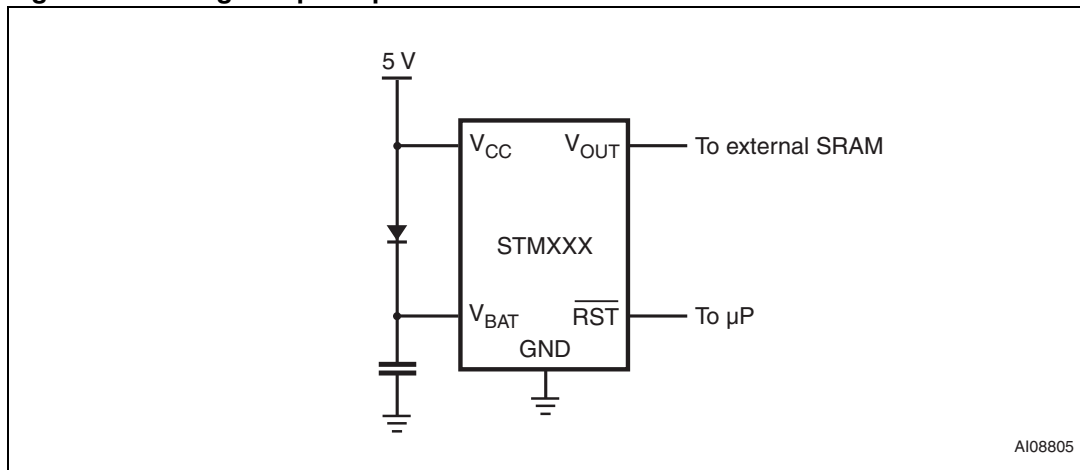 5 V
VCC
VOUT
To external SRAM
STMXXX
VBAT
RST
To µP
GND
AI08805